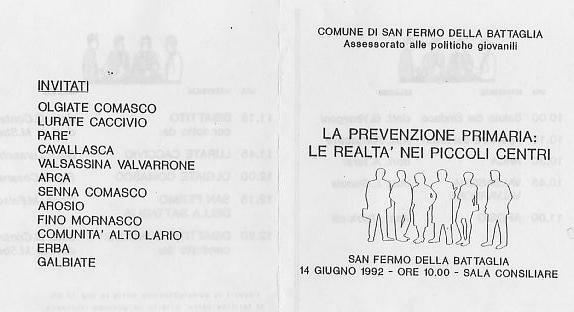 INVITATI
OLGIATE COMASCO
LURATE CACCIVIO
PARE'
CAVALLASCA
VALSASSINA VALVARRONE
ARCA
SENNA COMASCO
AROSIO
FINO MORNASCO
COMUNITA' ALTO LARIO
ERBA
GALBIATE
COMUNE DI SAN FERMO DELLA BATTAGLIA
Assessorato alle politiche giovanili
LA PREVENZIONE PRIMARIA:
LE REALTA' NEI PICCOLI CENTRI
SAN FERMO DELLA BATTAGLIA
14 GIUGNO 1992 - ORE 10.00 - SALA CONSILIARE